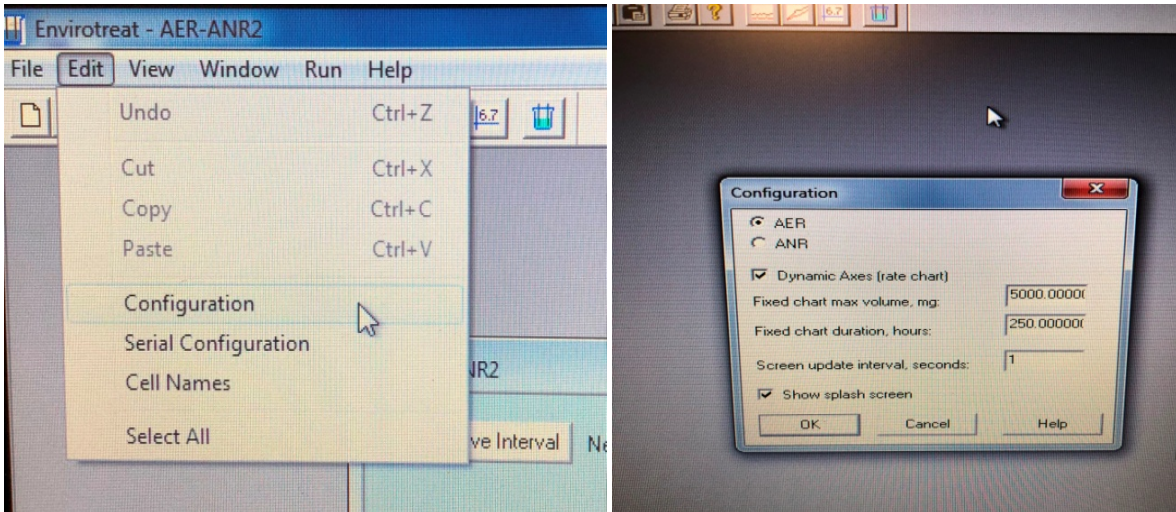 Envirotreat - AER-ANR2
File Edit View Window Run Help
Undo Ctrl+Z
6.7
Cut Ctrl+X
Copy Ctrl+C
Paste Ctrl+V
Configuration
Serial Configuration
Cell Names
Select All
NR2
ve Interval
6.7
Configuration
AER
ANR
Dynamic Axes (rate chart)
Fixed chart max volume, mg: 5000.0000
Fixed chart duration, hours: 250.000000
Screen update interval, seconds: 1
Show splash screen
OK Cancel Help